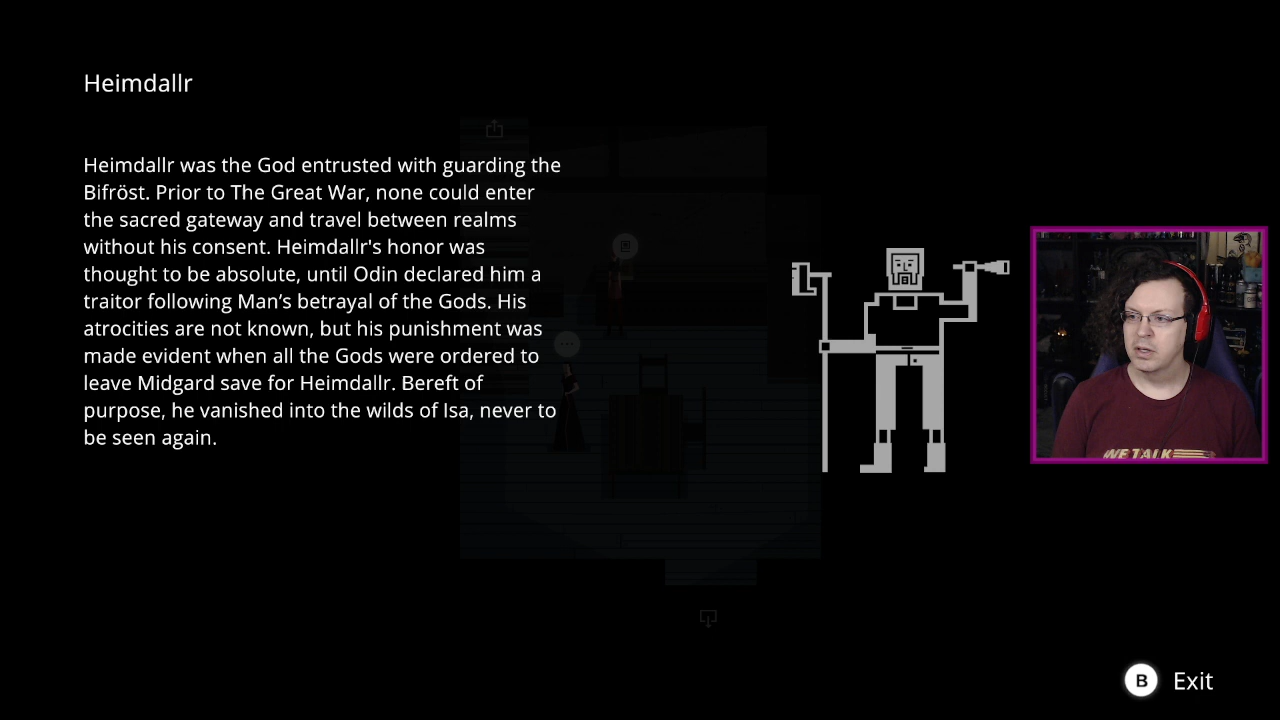 Heimdallr
Heimdallr was the God entrusted with guarding the
Bifröst. Prior to The Great War, none could enter
the sacred gateway and travel between realms
without his consent. Heimdallr's honor was
thought to be absolute, until Odin declared him a
traitor following Man’s betrayal of the Gods. His
atrocities are not known, but his punishment was
made evident when all the Gods were ordered to
leave Midgard save for Heimdallr. Bereft of
purpose, he vanished into the wilds of Isa, never to
be seen again.
WE TALK
B Exit